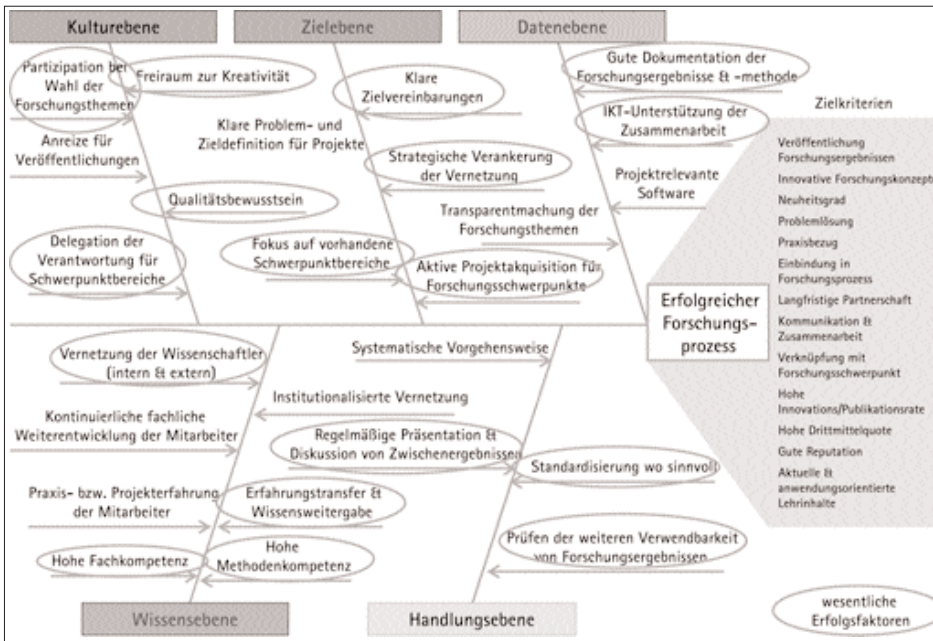 Kulturebene
Zielebene
Datenebene
Partizipation bei
Wahl der
Forschungsthemen
Freiraum zur Kreativität
Anreize für
Veröffentlichungen
Qualitätsbewusstsein
Delegation der
Verantwortung für
Schwerpunktbereiche
Klare
Zielvereinbarungen
Klare Problem- und
Zieldefinition für Projekte
Strategische Verankerung
der Vernetzung
Fokus auf vorhandene
Schwerpunktbereiche
Aktive Projektakquisition für
Forschungsschwerpunkte
Gute Dokumentation der
Forschungsergebnisse & -methode
IKT-Unterstützung der
Zusammenarbeit
Projektrelevante
Software
Transparentmachung der
Forschungsthemen
Erfolgreicher
Forschungs-
prozess
Zielkriterien
Veröffentlichung
Forschungsergebnissen
Innovative Forschungskonzept
Neuheitsgrad
Problemlösung
Praxisbezug
Einbindung in
Forschungsprozess
Langfristige Partnerschaft
Kommunikation &
Zusammenarbeit
Verknüpfung mit
Forschungsschwerpunkt
Hohe
Innovations/Publikationsrate
Hohe Drittmittelquote
Gute Reputation
Aktuelle &
anwendungsorientierte
Lehrinhalte
Vernetzung der Wissenschaftler
(intern & extern)
Kontinuierliche fachliche
Weiterentwicklung der Mitarbeiter
Praxis- bzw. Projekterfahrung
der Mitarbeiter
Hohe Fachkompetenz
Institutionalisierte Vernetzung
Erfahrungstransfer &
Wissensweitergabe
Hohe
Methodenkompetenz
Systematische Vorgehensweise
Regelmäßige Präsentation &
Diskussion von Zwischenergebnissen
Standardisierung wo sinnvoll
Prüfen der weiteren Verwendbarkeit
von Forschungsergebnissen
Wissensebene
Handlungsebene
wesentliche
Erfolgsfaktoren